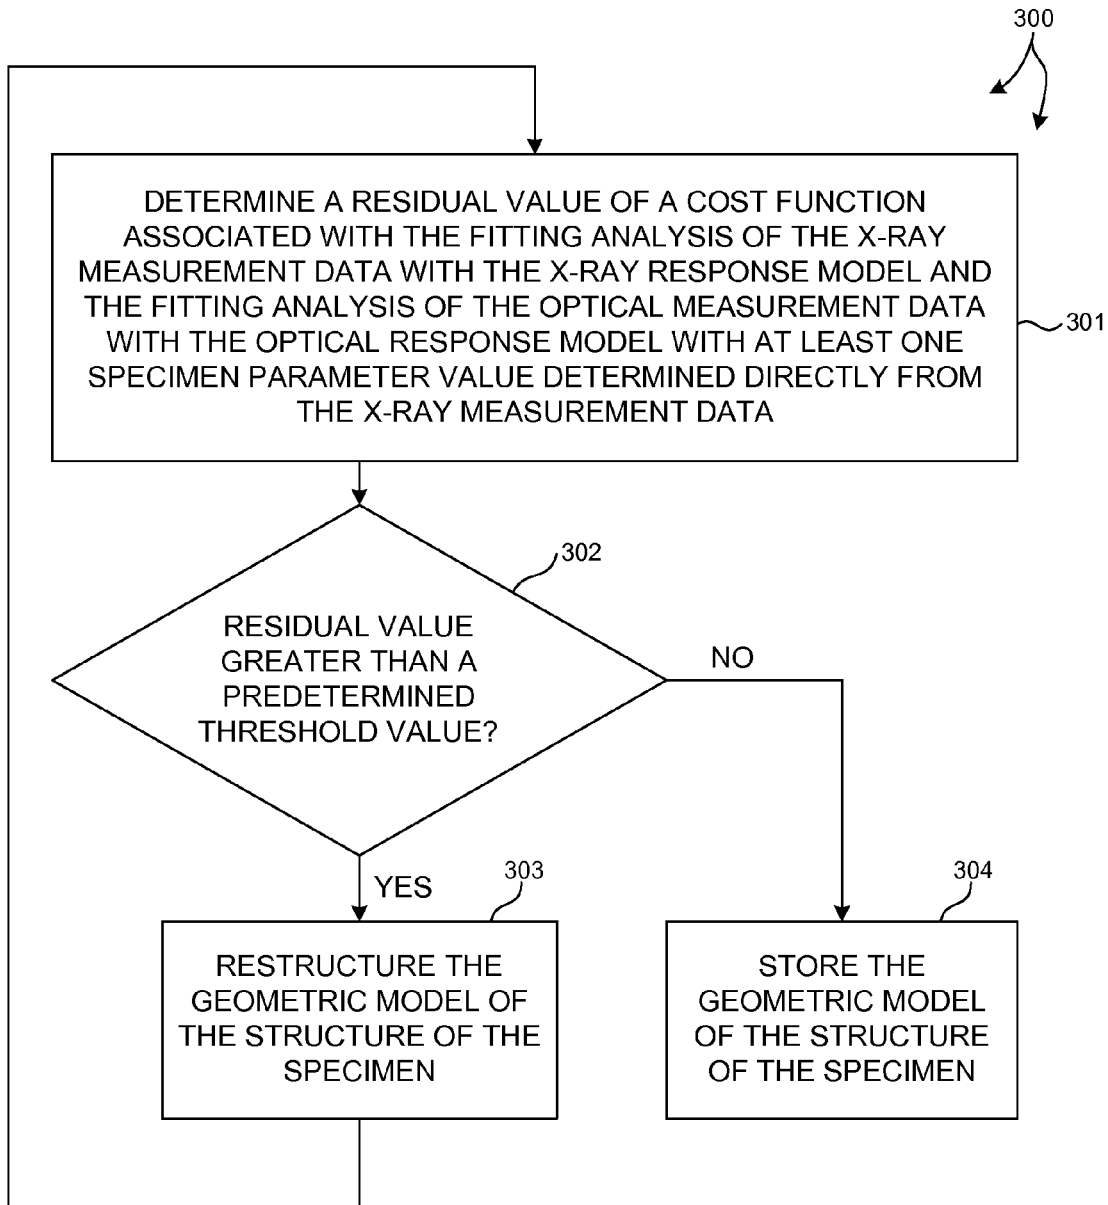 300
DETERMINE A RESIDUAL VALUE OF A COST FUNCTION
ASSOCIATED WITH THE FITTING ANALYSIS OF THE X-RAY
MEASUREMENT DATA WITH THE X-RAY RESPONSE MODEL AND
THE FITTING ANALYSIS OF THE OPTICAL MEASUREMENT DATA
WITH THE OPTICAL RESPONSE MODEL WITH AT LEAST ONE
SPECIMEN PARAMETER VALUE DETERMINED DIRECTLY FROM
THE X-RAY MEASUREMENT DATA
301
302
RESIDUAL VALUE
GREATER THAN A
PREDETERMINED
THRESHOLD VALUE?
NO
YES
303
RESTRUCTURE THE
GEOMETRIC MODEL OF
THE STRUCTURE OF THE
SPECIMEN
304
STORE THE
GEOMETRIC MODEL
OF THE STRUCTURE
OF THE SPECIMEN